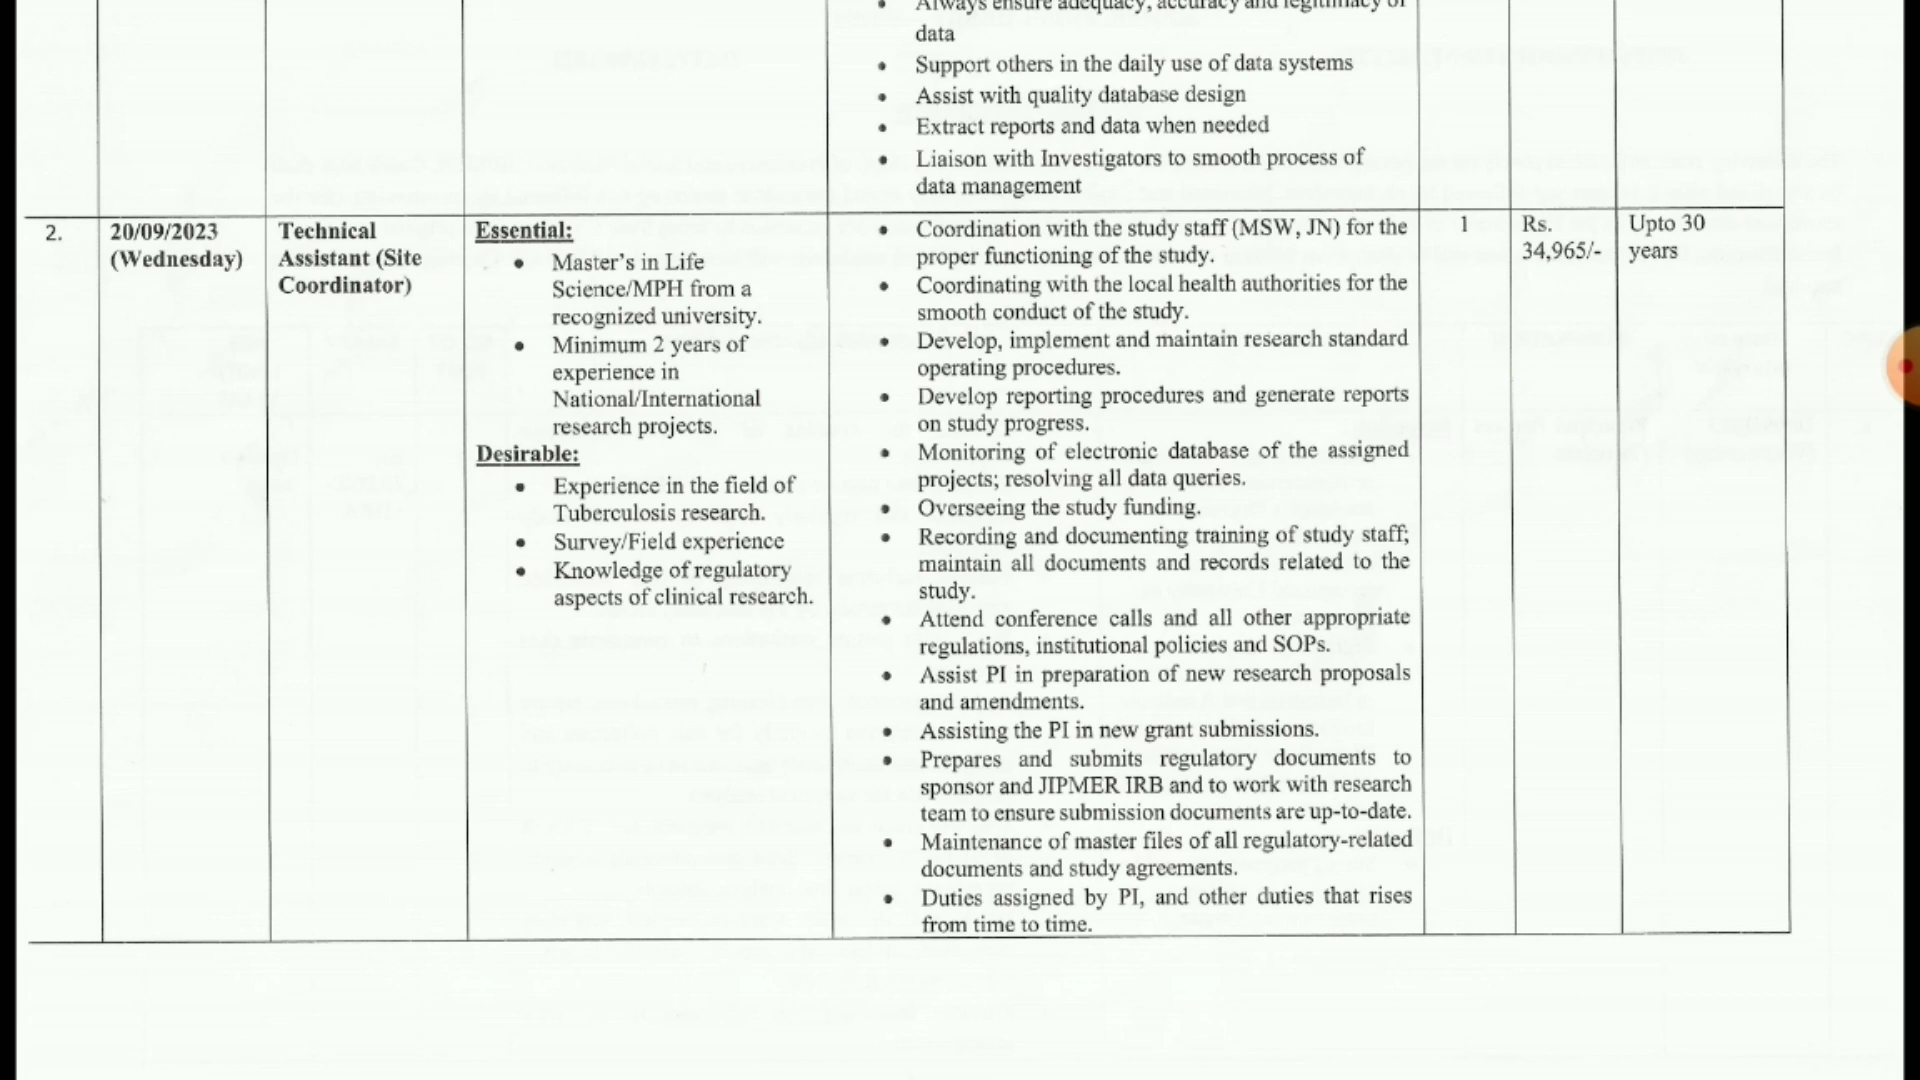 Always ensure adequacy, accuracy and legitimacy of
data
• Support others in the daily use of data systems
• Assist with quality database design
• Extract reports and data when needed
• Liaison with Investigators to smooth process of
data management
2.
20/09/2023
(Wednesday)
Technical
Assistant (Site
Coordinator)
Essential:
• Master's in Life
Science/MPH from a
recognized university.
• Minimum 2 years of
experience in
National/International
research projects.
Desirable:
• Experience in the field of
Tuberculosis research.
• Survey/Field experience
• Knowledge of regulatory
aspects of clinical research.
• Coordination with the study staff (MSW, JN) for the
proper functioning of the study.
• Coordinating with the local health authorities for the
smooth conduct of the study.
• Develop, implement and maintain research standard
operating procedures.
• Develop reporting procedures and generate reports
on study progress.
• Monitoring of electronic database of the assigned
projects; resolving all data queries.
• Overseeing the study funding.
• Recording and documenting training of study staff;
maintain all documents and records related to the
study.
• Attend conference calls and all other appropriate
regulations, institutional policies and SOPs.
• Assist PI in preparation of new research proposals
and amendments.
• Assisting the PI in new grant submissions.
• Prepares and submits regulatory documents to
sponsor and JIPMER IRB and to work with research
team to ensure submission documents are up-to-date.
• Maintenance of master files of all regulatory-related
documents and study agreements.
• Duties assigned by PI, and other duties that rises
from time to time.
1
Rs.
34,965/-
Upto 30
years